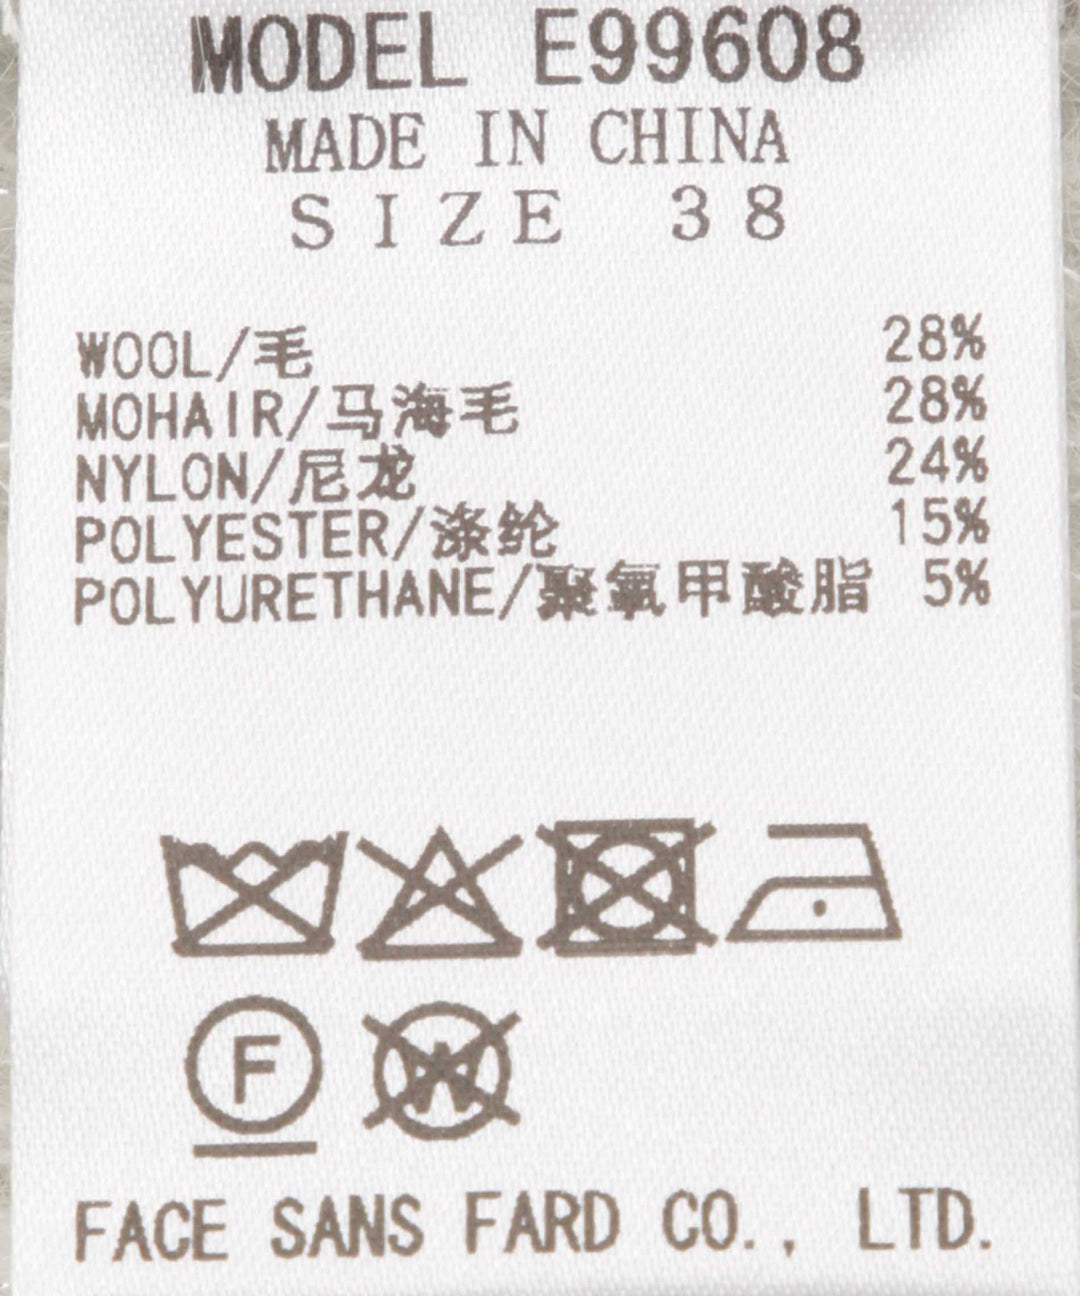 MODEL E99608
MADE IN CHINA
SIZE 38
WOOL/毛 28%
MOHAIR/马海毛 28%
NYLON/尼龙 24%
POLYESTER/涤纶 15%
POLYURETHANE/聚氨甲酸脂 5%
F W
FACE SANS FARD CO., LTD.